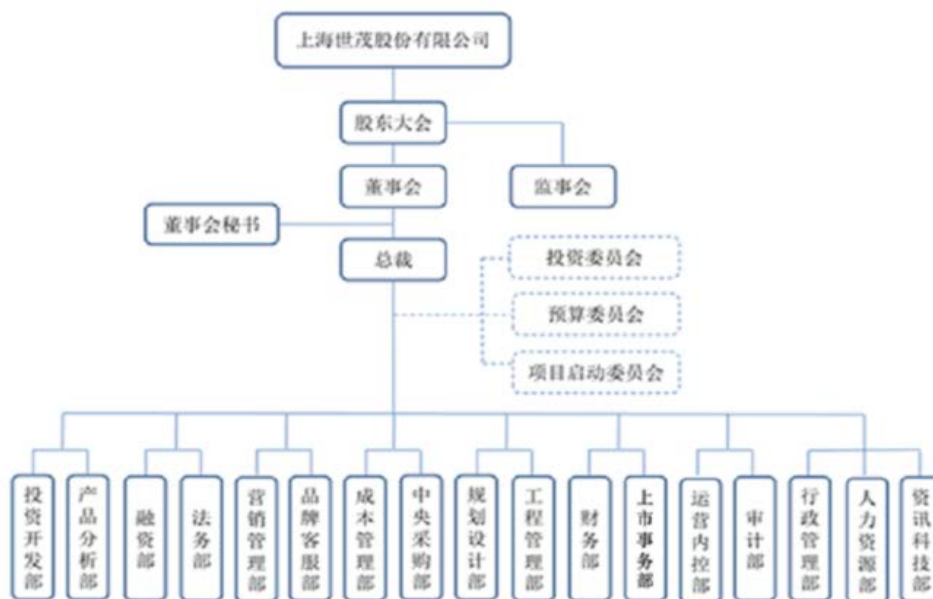 上海世茂股份有限公司
股东大会
董事会
监事会
董事会秘书
总裁
投资委员会
预算委员会
项目启动委员会
投资开发部
产品分析部
融资部
法务部
营销管理部
品牌客服部
成本管理部
中央采购部
规划设计部
工程管理部
财务部
上市事务部
运营内控部
审计部
行政管理部
人力资源部
资讯科技部